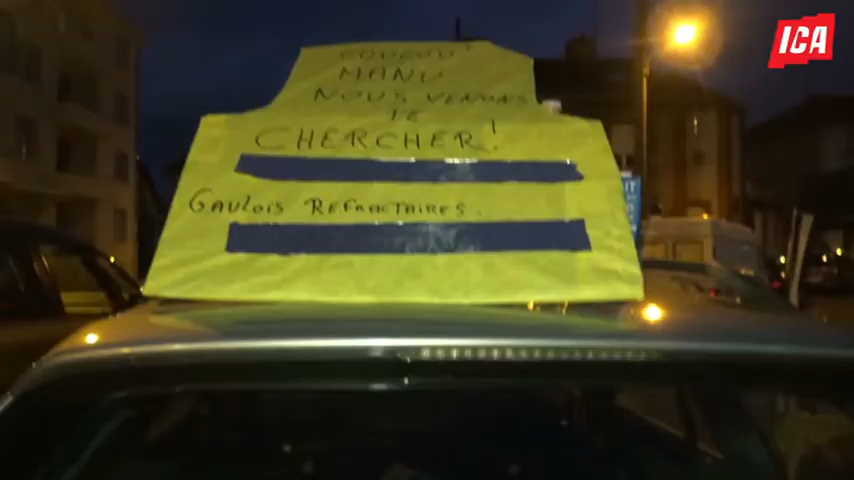 COUCOU!
MANU
NOUS VENONS
TE
CHERCHER!
GAULOIS REFRACTAIRES.
ICA